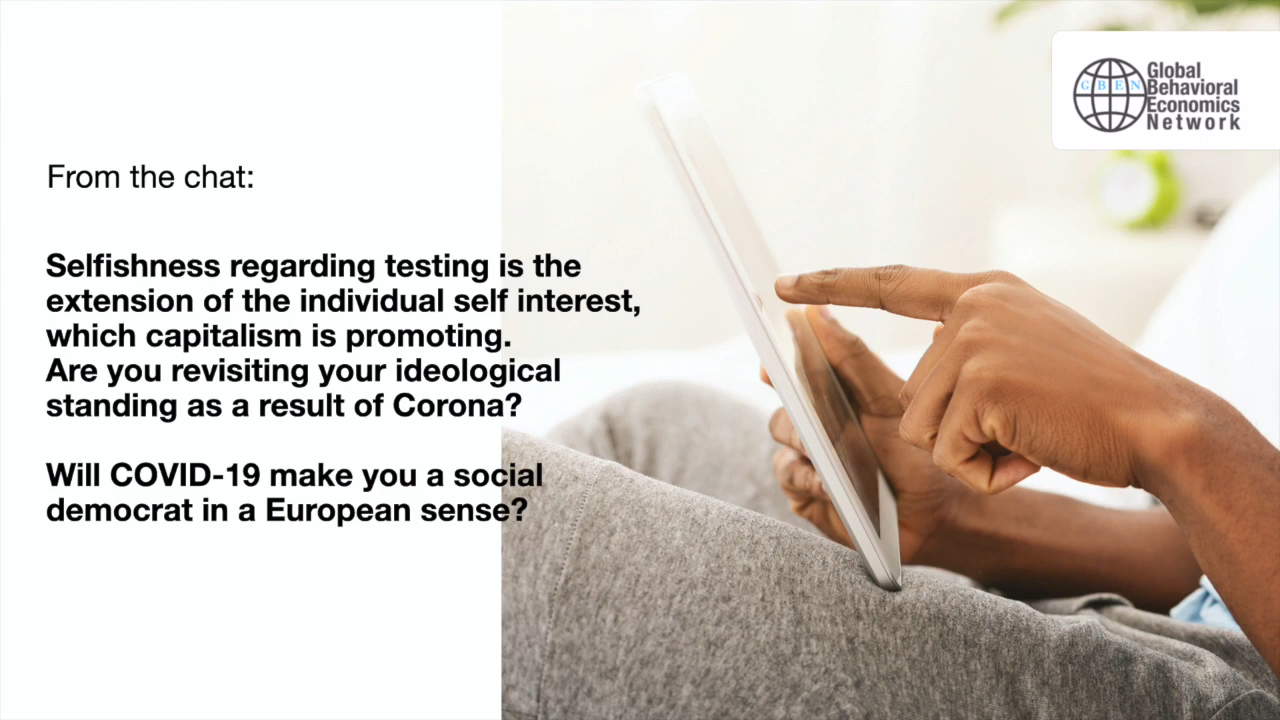 From the chat:
Selfishness regarding testing is the
extension of the individual self interest,
which capitalism is promoting.
Are you revisiting your ideological
standing as a result of Corona?
Will COVID-19 make you a social
democrat in a European sense?
GBEN
Global
Behavioral
Economics
Network